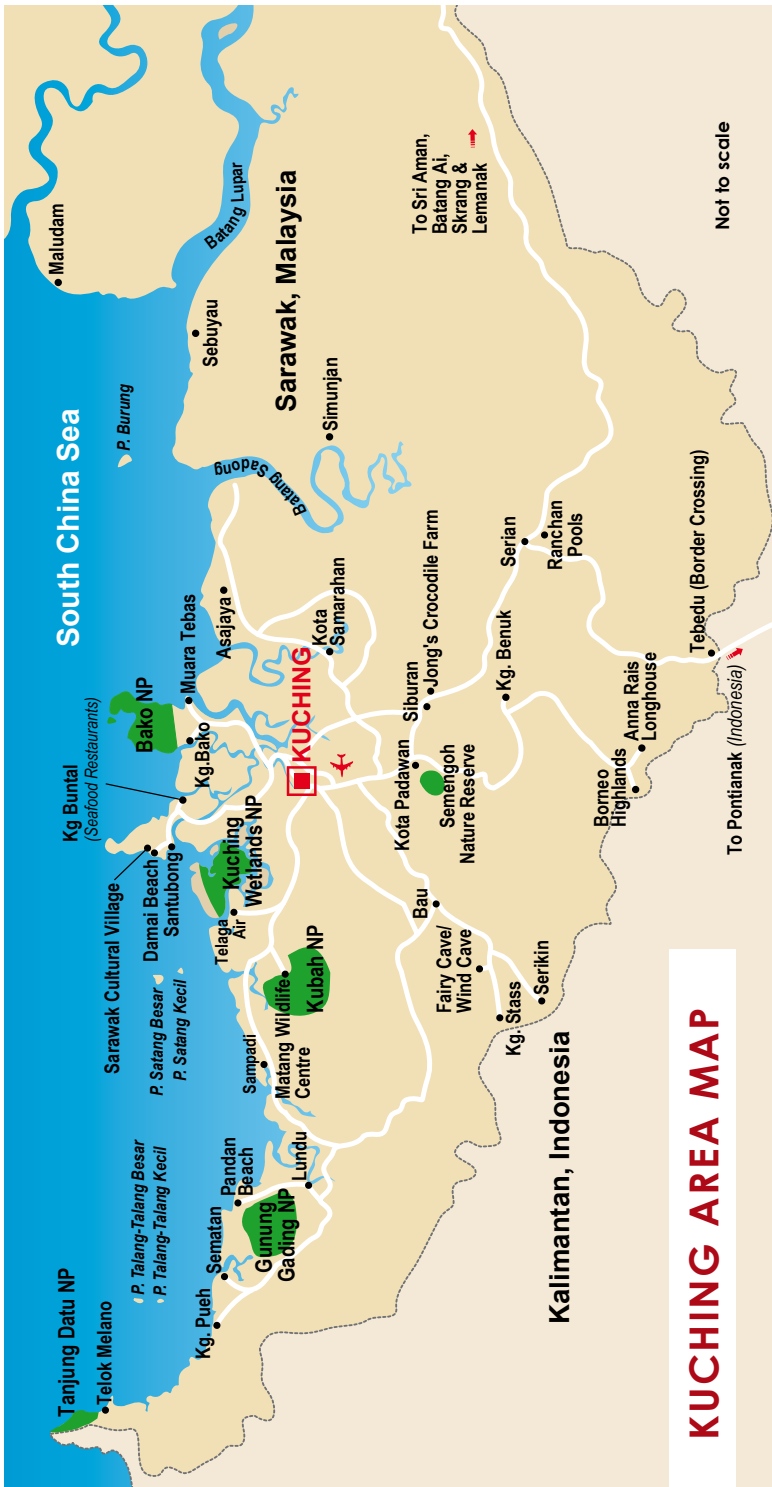 South China Sea
Tanjung Datu NP
Telok Melano
P. Talang-Talang Besar
P. Talang-Talang Kecil
Kg. Pueh
Sematan
Pandan
Beach
Gunung
Gading NP
Lundu
Sampadi
P. Satang Besar
P. Satang Kecil
Sarawak Cultural Village
Damai Beach
Santubong
Kg Buntal
(Seafood Restaurants)
Telaga
Air
Kuching
Wetlands NP
Matang Wildlife
Centre
Kubah NP
Bako NP
Kg.Bako
Muara Tebas
KUCHING
Asajaya
Kota
Samarahan
P. Burung
Batang Sadong
Simunjan
Sebuyau
Batang Lupar
Maludam
Sarawak, Malaysia
To Sri Aman,
Batang Ai,
Skrang &
Lemanak
Bau
Fairy Cave/
Wind Cave
Kg. Stass
Serikin
Kota Padawan
Semengoh
Nature Reserve
Siburan
Jong's Crocodile Farm
Kg. Benuk
Serian
Ranchan
Pools
Borneo
Highlands
Anna Rais
Longhouse
Tebedu (Border Crossing)
To Pontianak (Indonesia)
Kalimantan, Indonesia
Not to scale
KUCHING AREA MAP